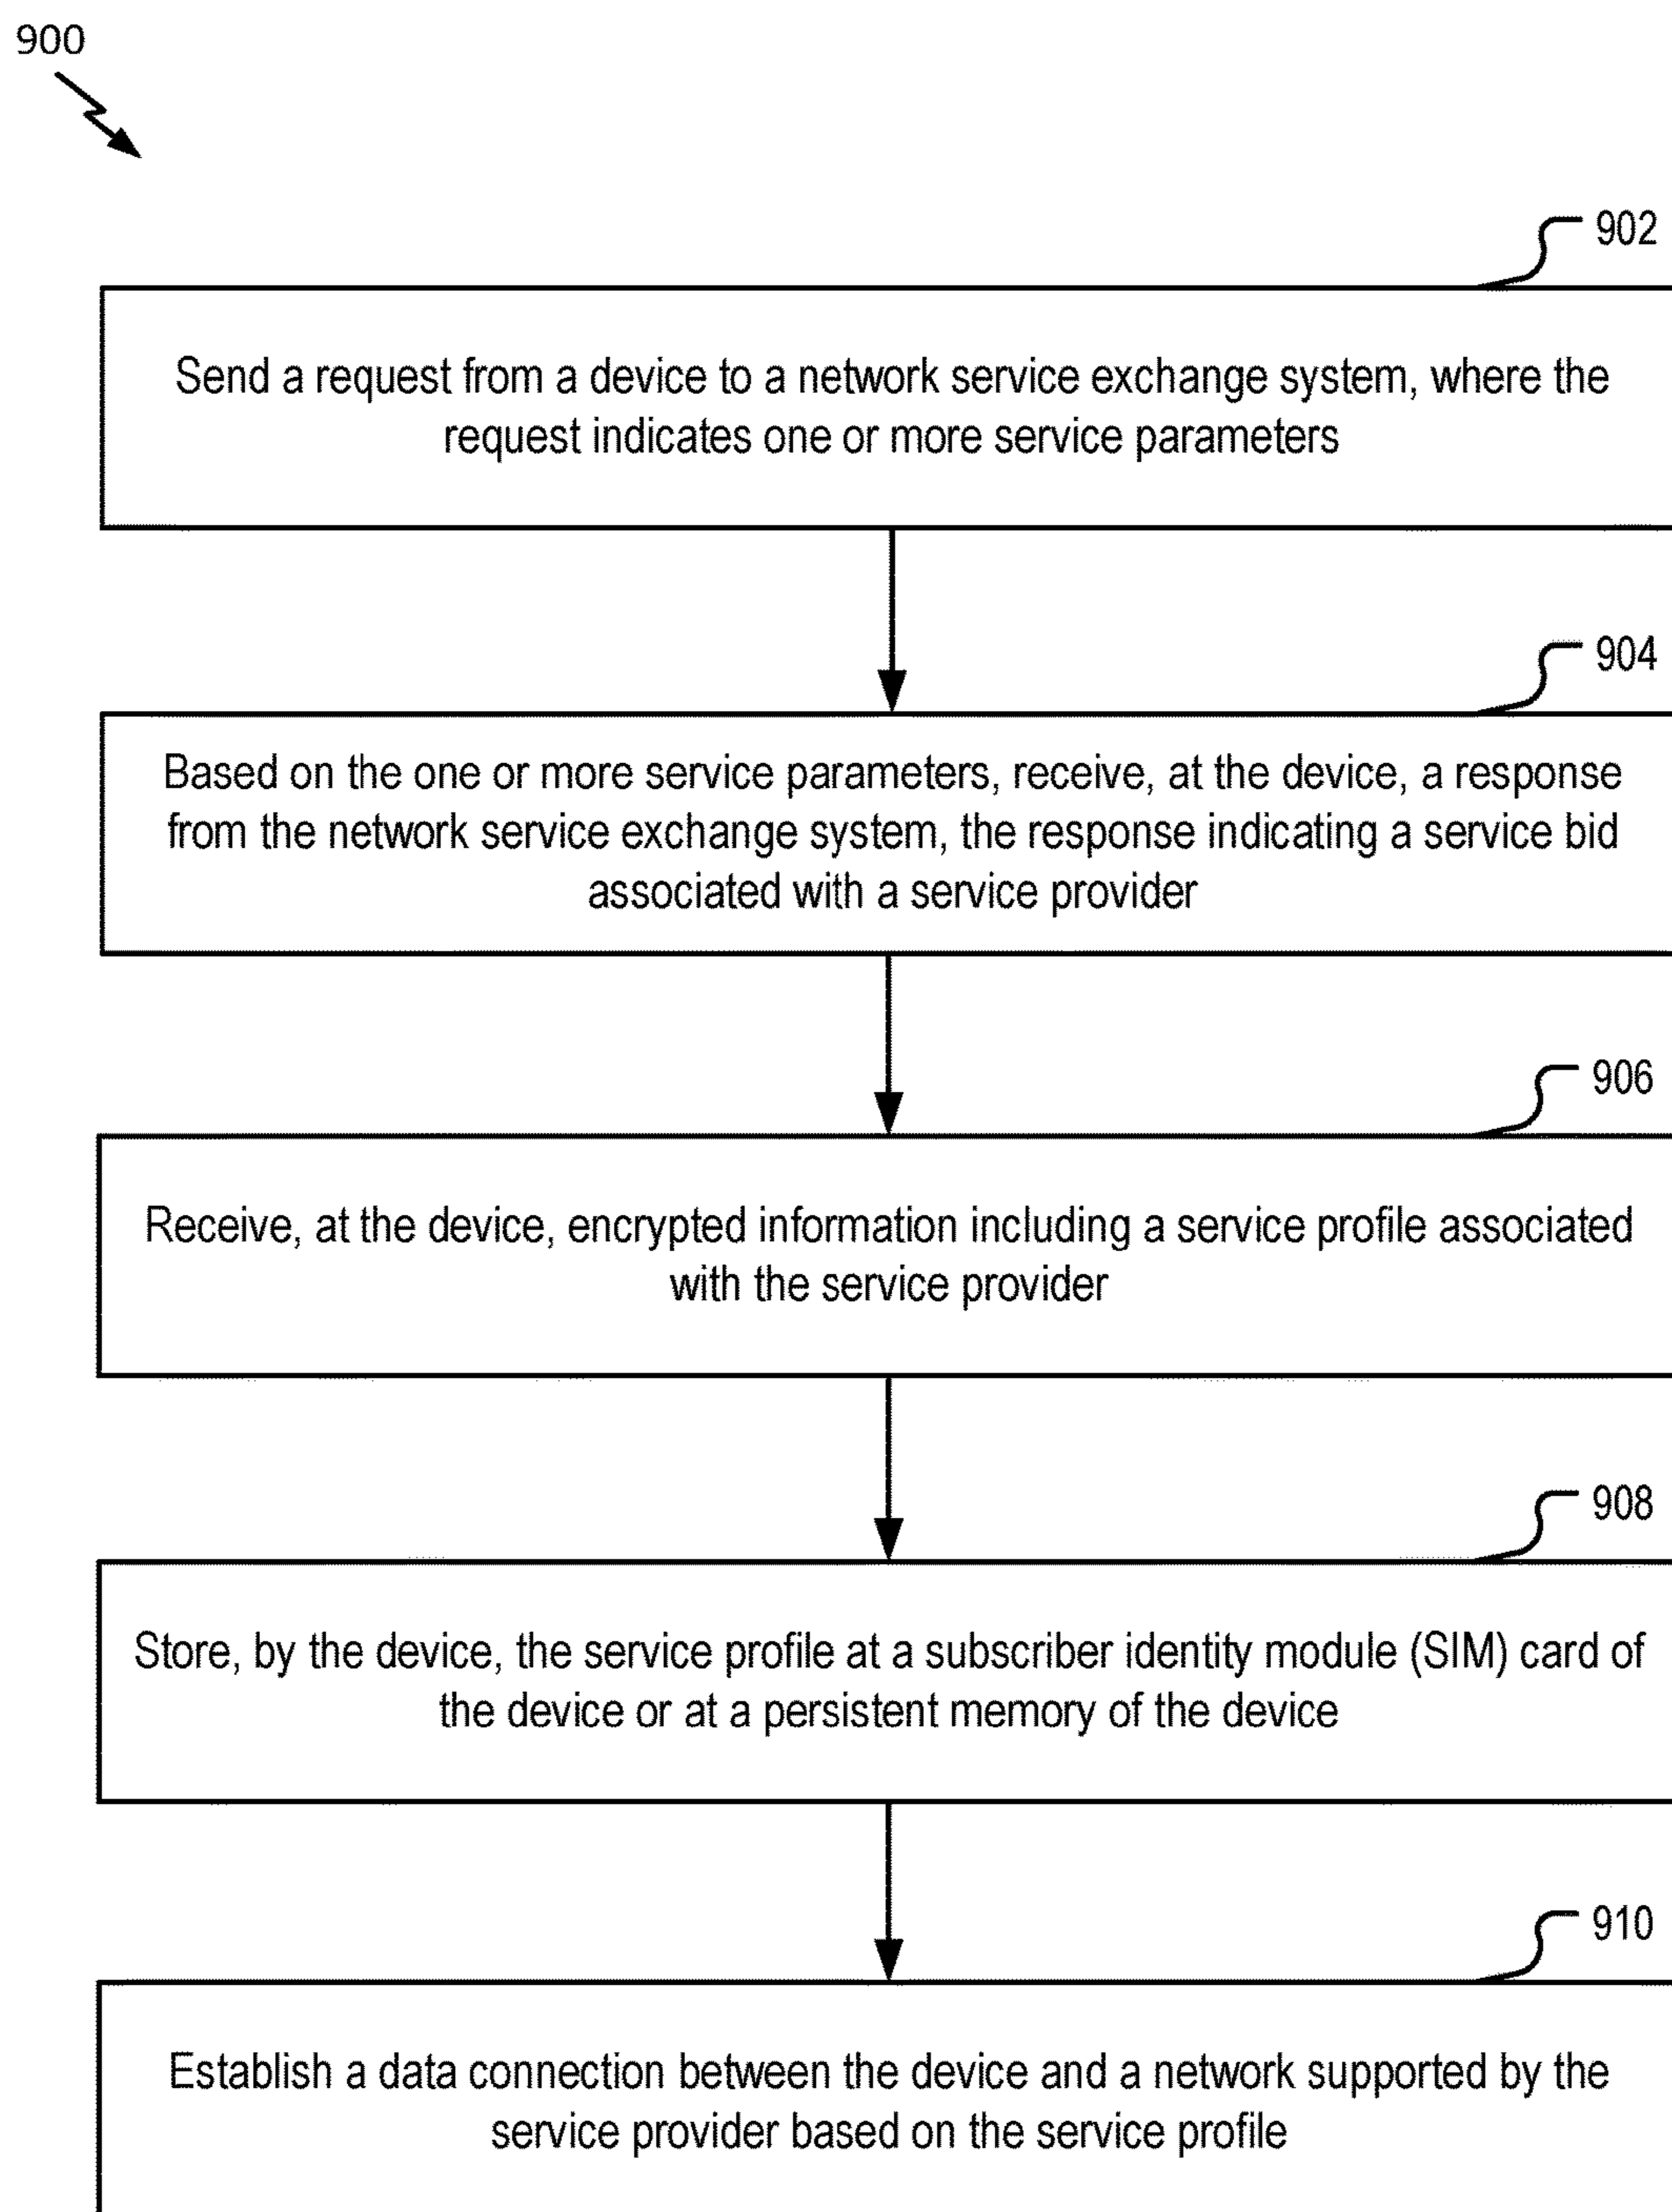 900
902
Send a request from a device to a network service exchange system, where the
request indicates one or more service parameters
904
Based on the one or more service parameters, receive, at the device, a response
from the network service exchange system, the response indicating a service bid
associated with a service provider
906
Receive, at the device, encrypted information including a service profile associated
with the service provider
908
Store, by the device, the service profile at a subscriber identity module (SIM) card of
the device or at a persistent memory of the device
910
Establish a data connection between the device and a network supported by the
service provider based on the service profile